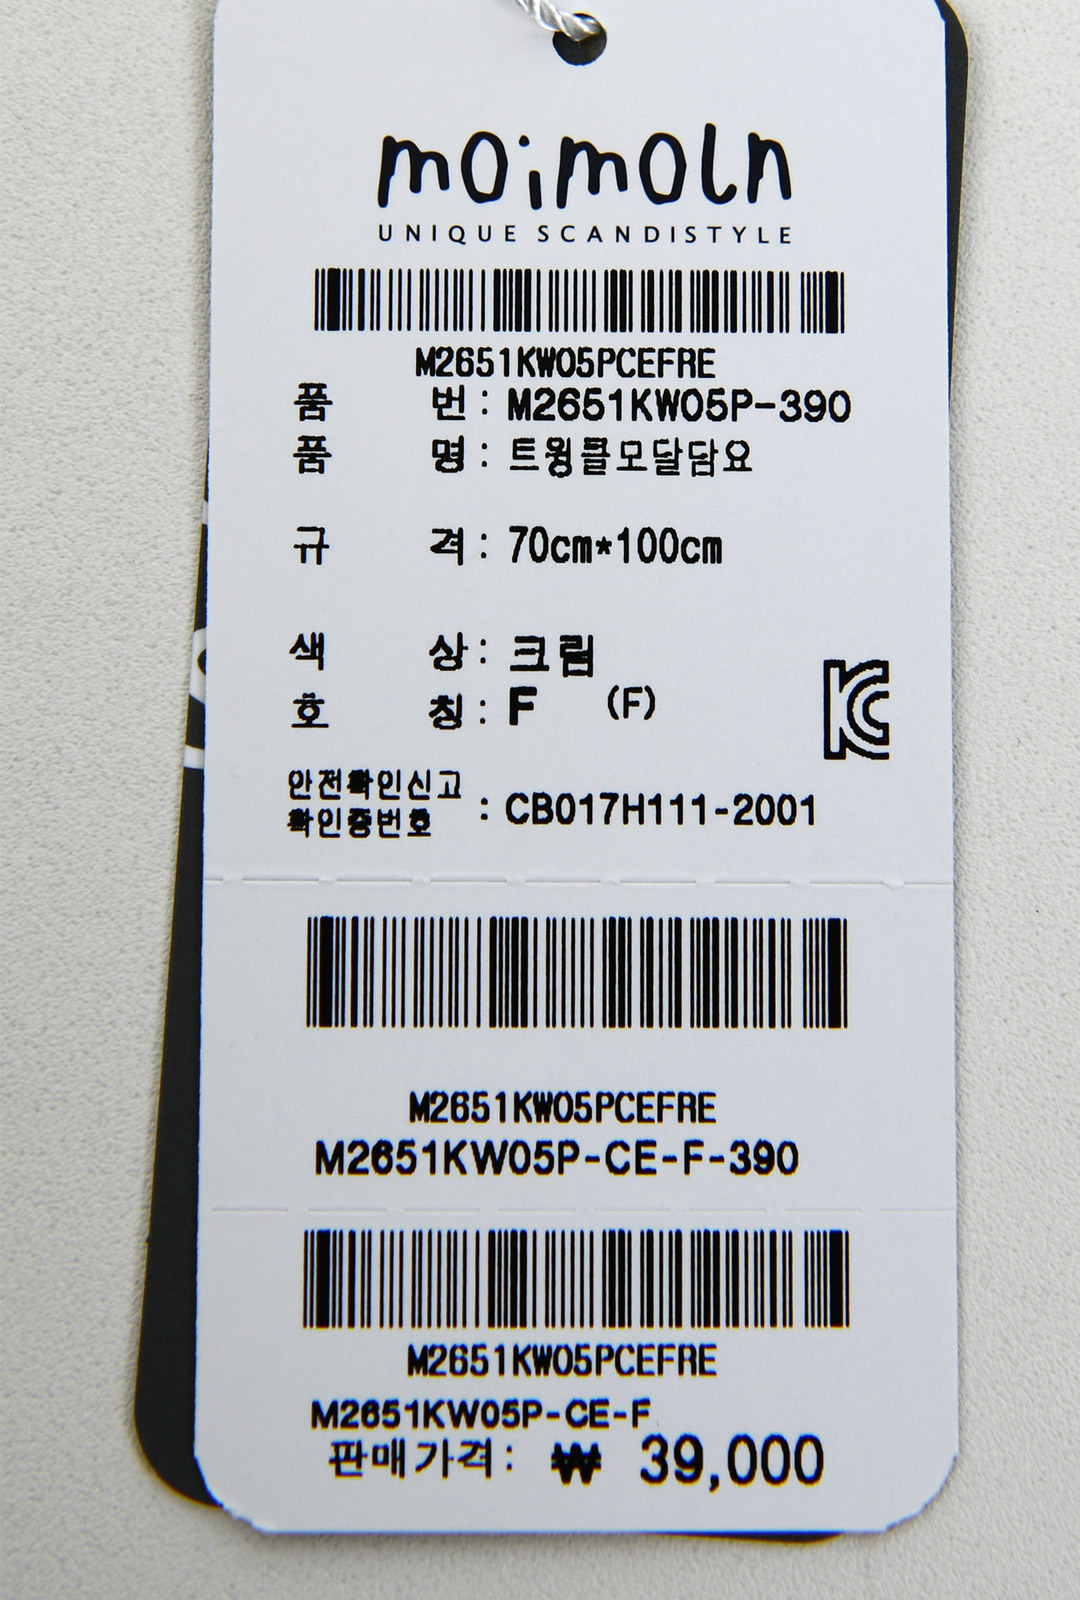 moimoln
UNIQUE SCANDISTYLE
M2651KW05PCEFRE
품 번 : M2651KW05P-390
품 명 : 트윙클모달담요
규 격 : 70cm*100cm
색 상 : 크림
호 칭 : F (F)
안전확인신고
확인증번호 : CB017H111-2001
M2651KW05PCEFRE
M2651KW05P-CE-F-390
M2651KW05PCEFRE
M2651KW05P-CE-F
판매가격 : ₩ 39,000